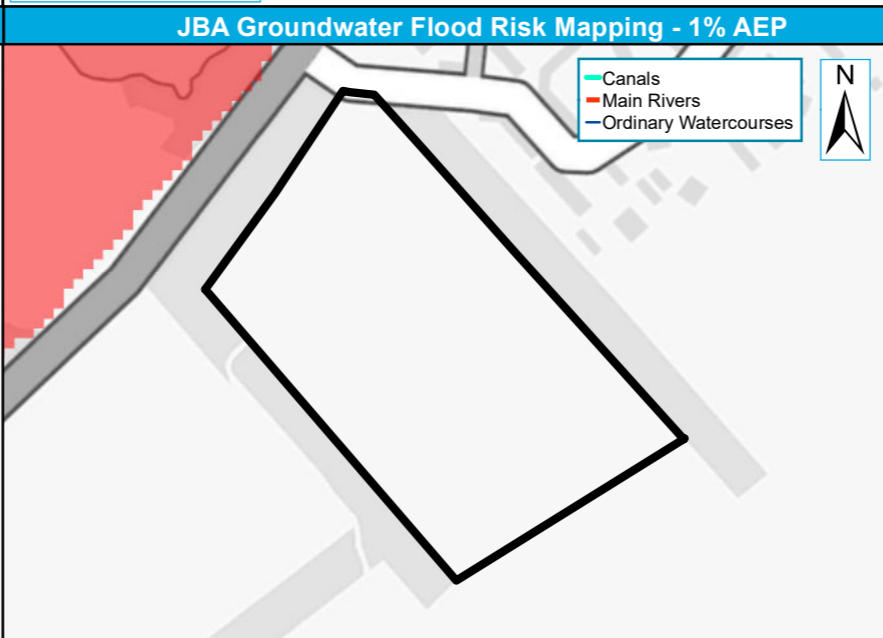 JBA Groundwater Flood Risk Mapping - 1% AEP
Canals
Main Rivers
Ordinary Watercourses
N